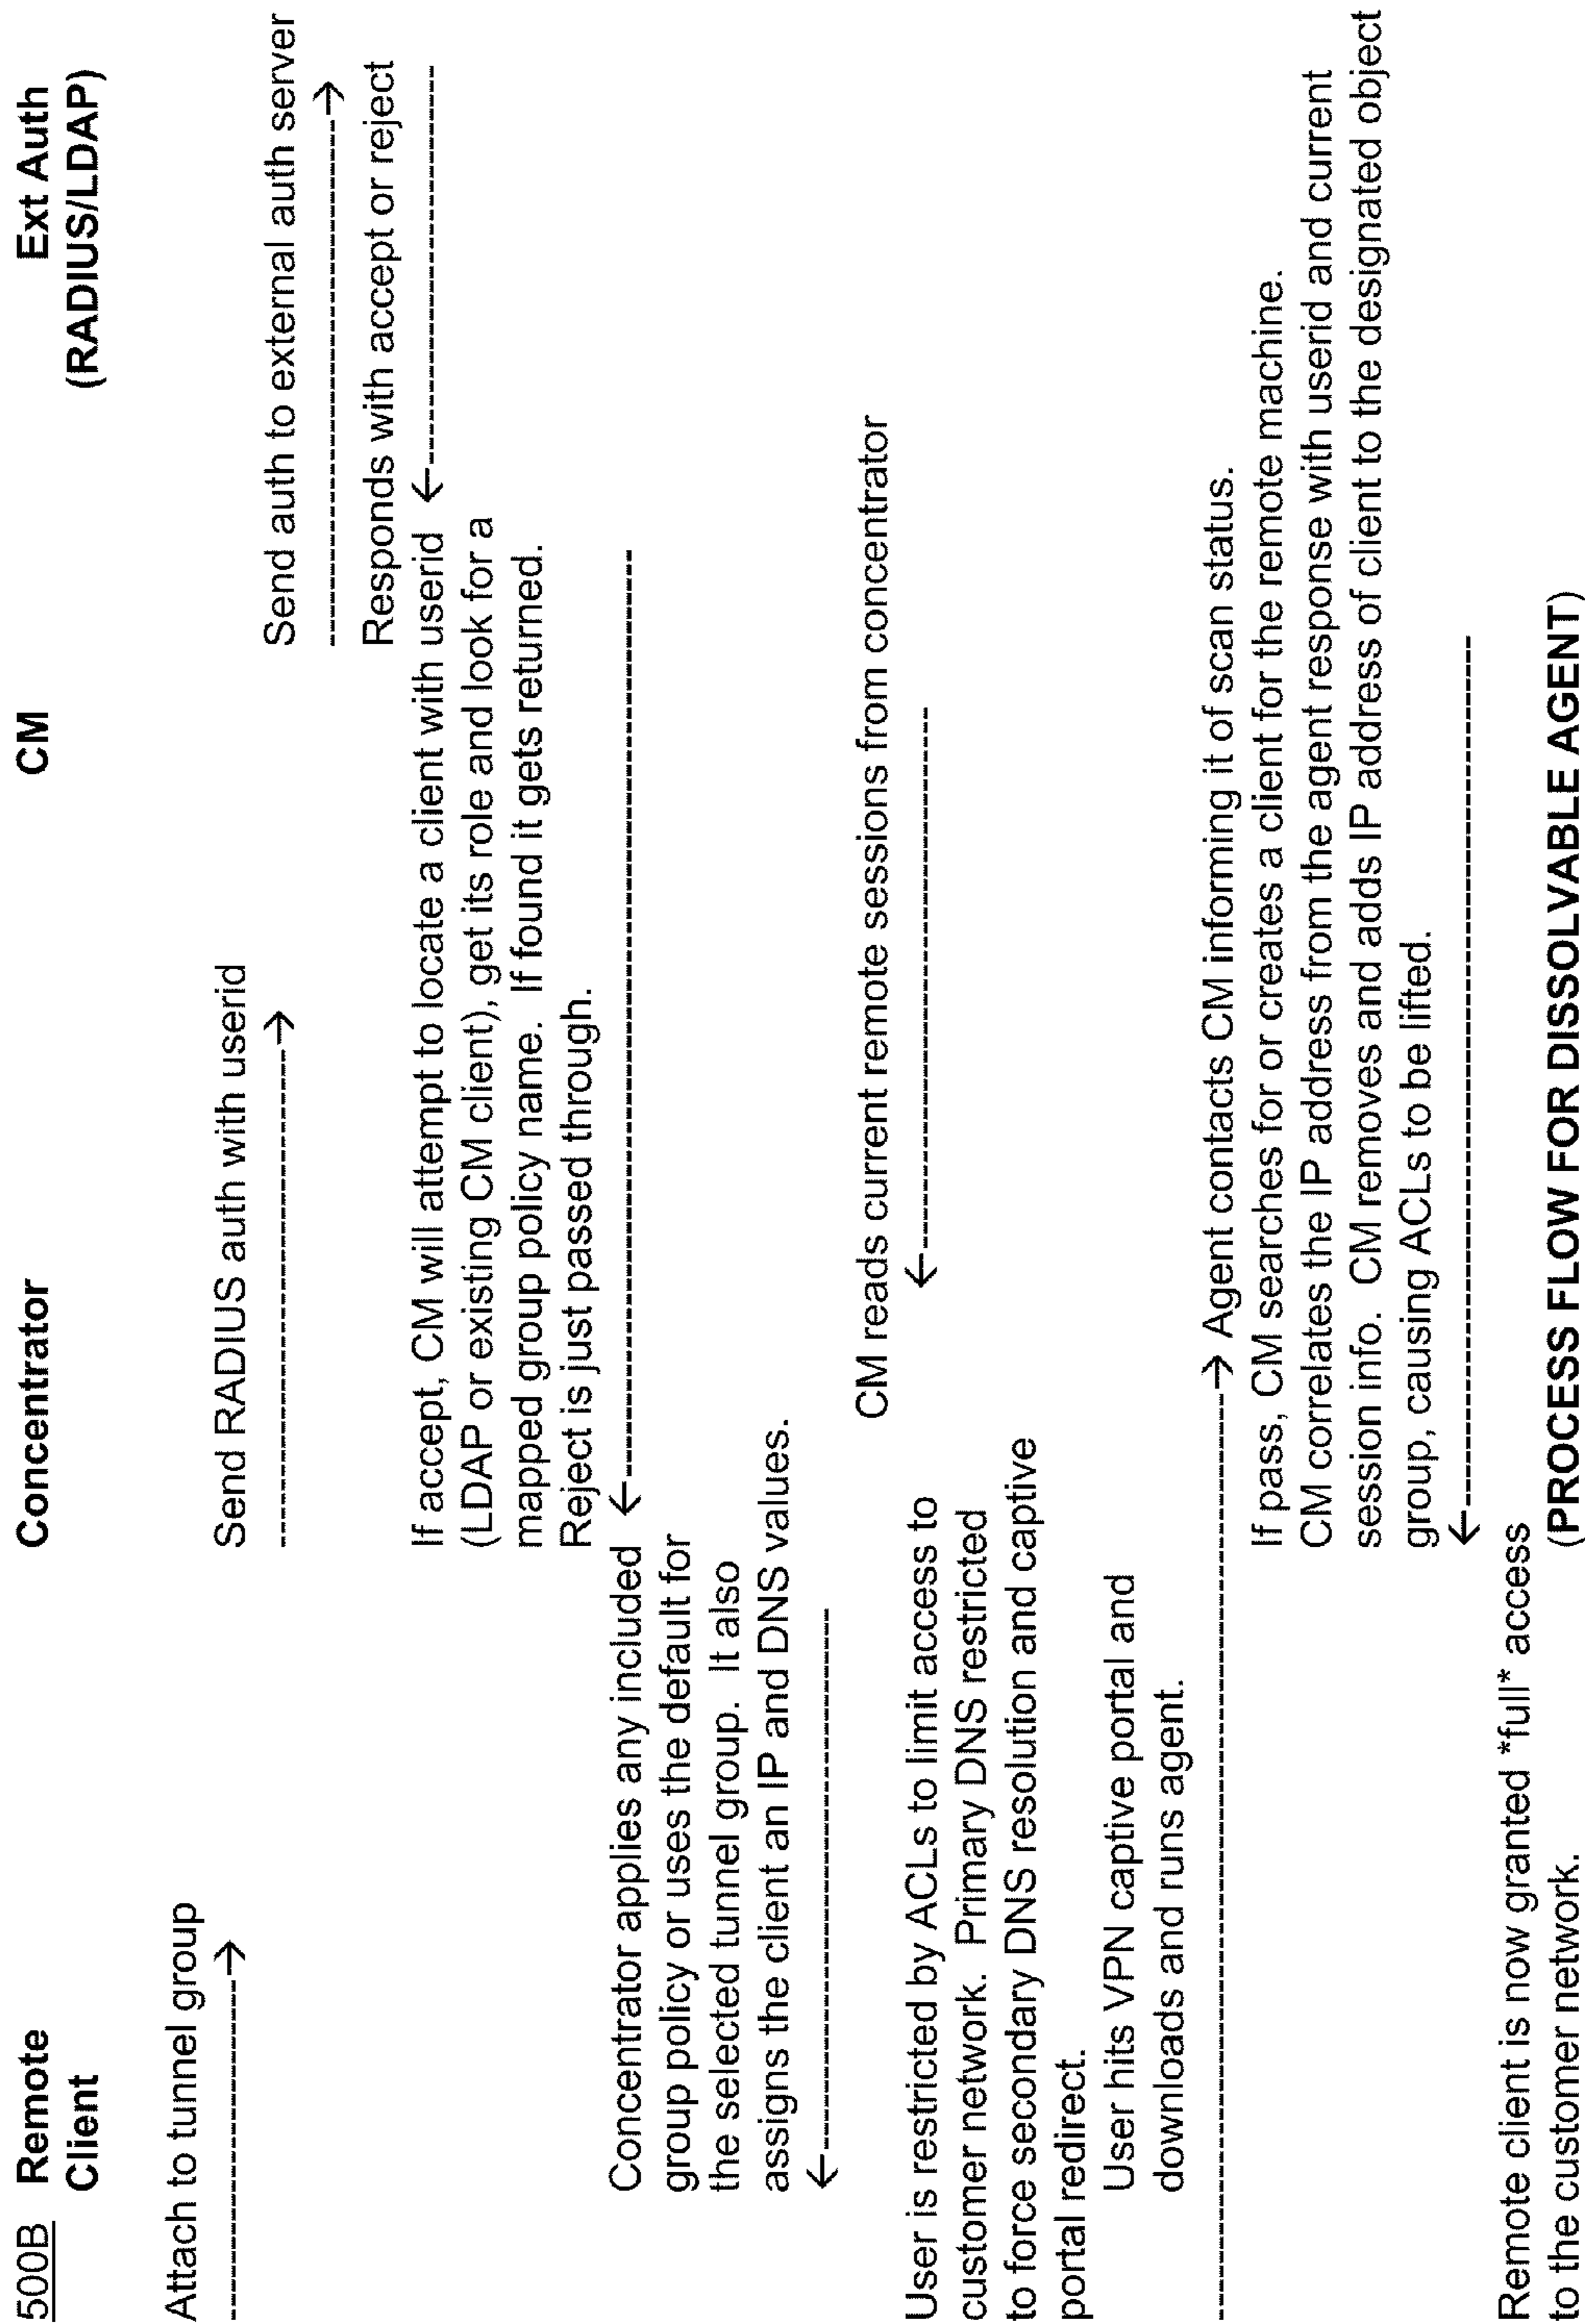 500B Remote
Client
Concentrator
CM
Ext Auth
(RADIUS/LDAP)
Attach to tunnel group
Send RADIUS auth with userid
Send auth to external auth server
Responds with accept or reject
If accept, CM will attempt to locate a client with userid
(LDAP or existing CM client), get its role and look for a
mapped group policy name. If found it gets returned.
Reject is just passed through.
Concentrator applies any included
group policy or uses the default for
the selected tunnel group. It also
assigns the client an IP and DNS values.
CM reads current remote sessions from concentrator
User is restricted by ACLs to limit access to
customer network. Primary DNS restricted
to force secondary DNS resolution and captive
portal redirect.
User hits VPN captive portal and
downloads and runs agent.
Agent contacts CM informing it of scan status.
If pass, CM searches for or creates a client for the remote machine.
CM correlates the IP address from the agent response with userid and current
session info. CM removes and adds IP address of client to the designated object
group, causing ACLs to be lifted.
Remote client is now granted *full* access
to the customer network.
(PROCESS FLOW FOR DISSOLVABLE AGENT)